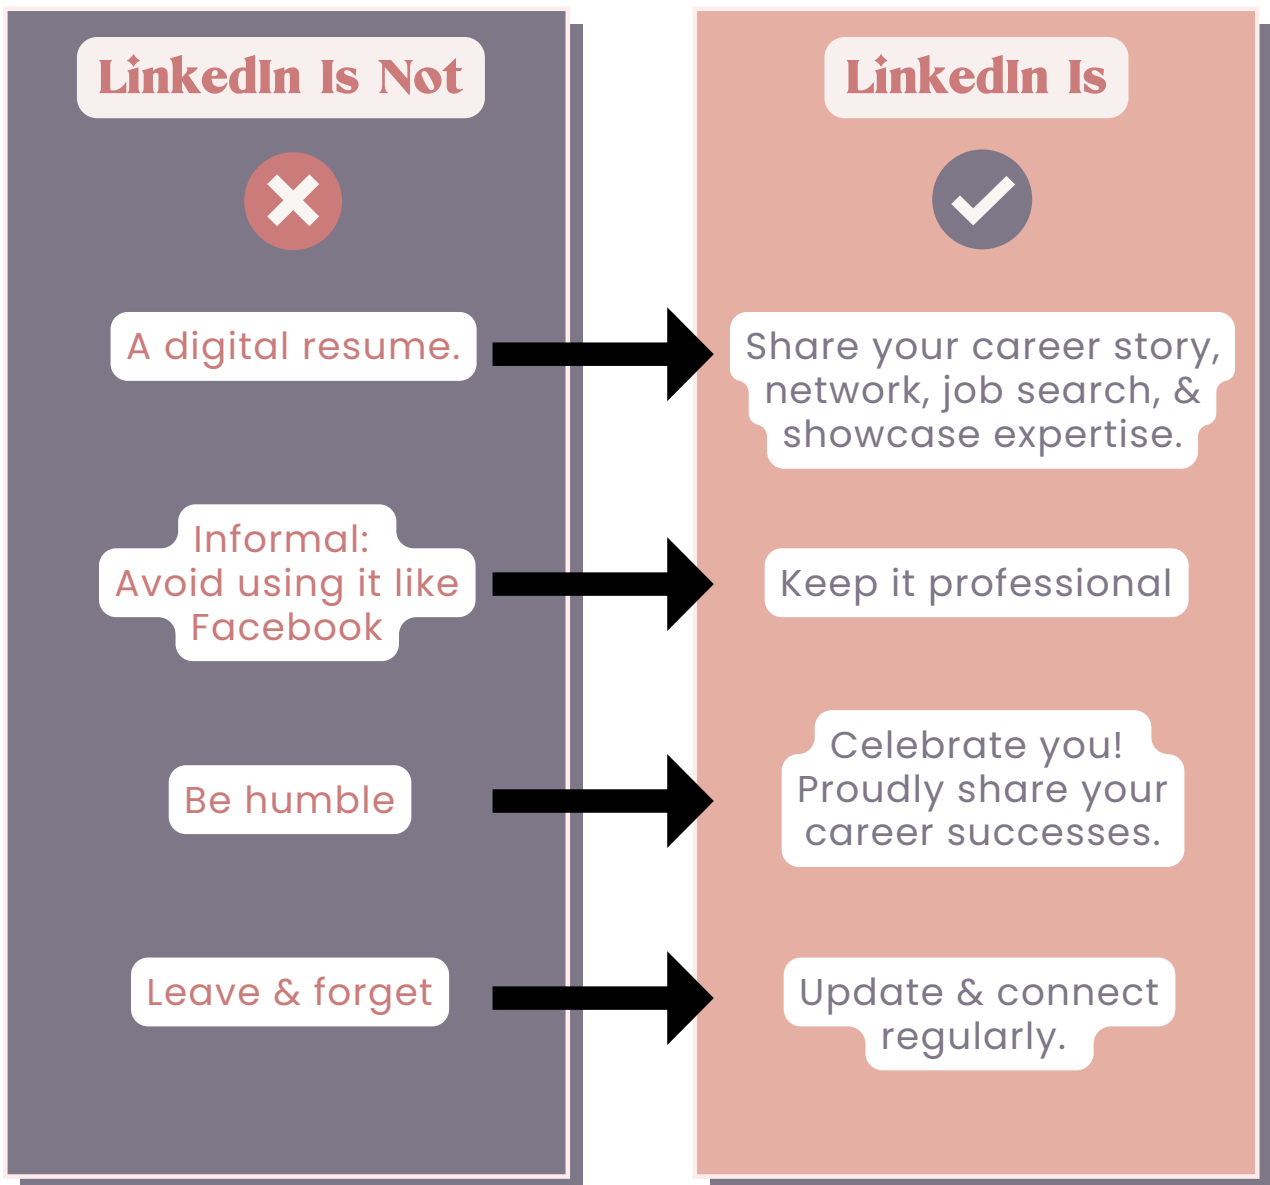 LinkedIn Is Not
LinkedIn Is
A digital resume.
Share your career story,
network, job search, &
showcase expertise.
Informal:
Avoid using it like
Facebook
Keep it professional
Be humble
Celebrate you!
Proudly share your
career successes.
Leave & forget
Update & connect
regularly.